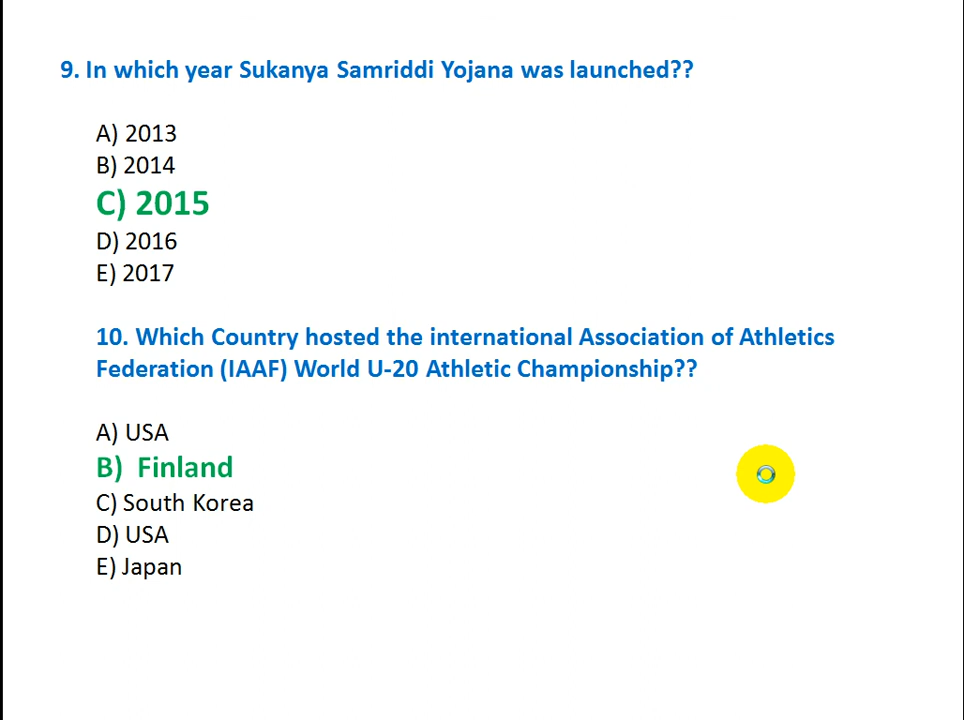 9. In which year Sukanya Samriddi Yojana was launched??
A) 2013
B) 2014
C) 2015
D) 2016
E) 2017
10. Which Country hosted the international Association of Athletics
Federation (IAAF) World U-20 Athletic Championship??
A) USA
B) Finland
C) South Korea
D) USA
E) Japan